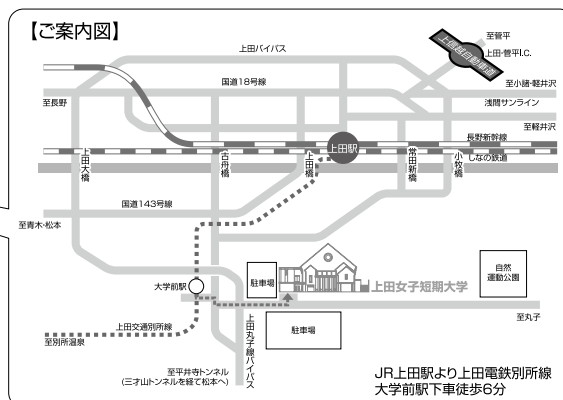 【ご案内図】
至菅平
上信越自動車道
上田・菅平I.C.
上田バイパス
国道18号線
至小諸・軽井沢
至長野
浅間サンライン
至軽井沢
長野新幹線
上田駅
しなの鉄道
上田大橋
古舟橋
上田橋
常田新橋
小牧橋
国道143号線
至青木・松本
自然
運動公園
駐車場
大学前駅
上田女子短期大学
至丸子
上田交通別所線
駐車場
至別所温泉
上田丸子線バイパス
至平井寺トンネル
(三才山トンネルを経て松本へ)
JR上田駅より上田電鉄別所線
大学前駅下車徒歩6分